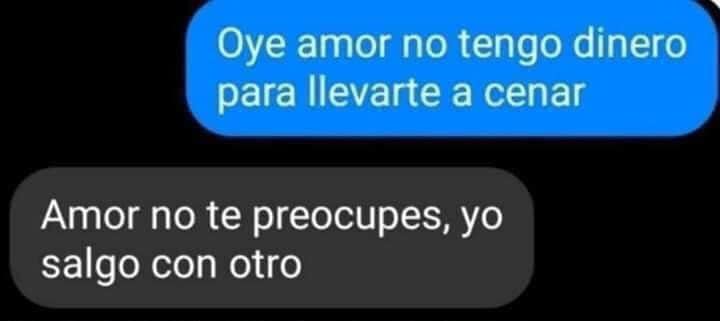 Oye amor no tengo dinero
para llevarte a cenar
Amor no te preocupes, yo
salgo con otro